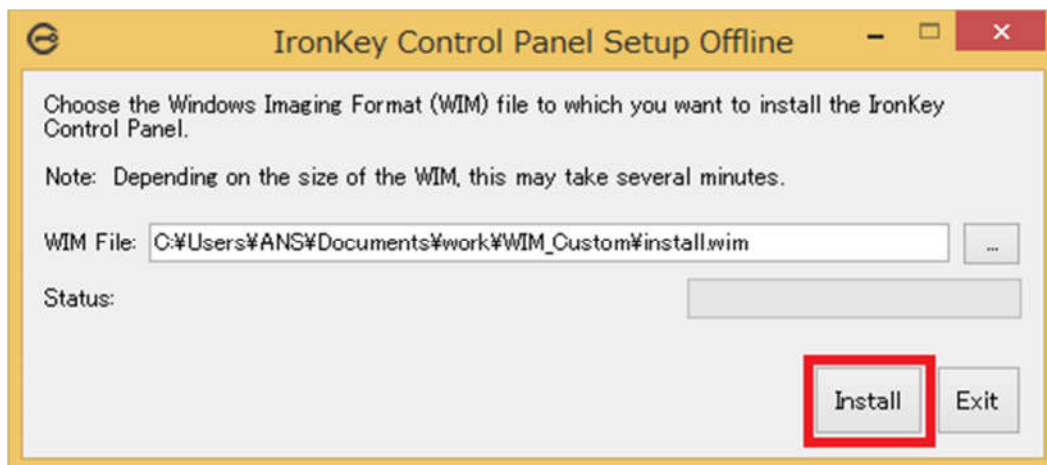 IronKey Control Panel Setup Offline
Choose the Windows Imaging Format (WIM) file to which you want to install the IronKey
Control Panel.
Note: Depending on the size of the WIM, this may take several minutes.
WIM File: C:¥Users¥ANS¥Documents¥work¥WIM_Custom¥install.wim ...
Status:
Install Exit